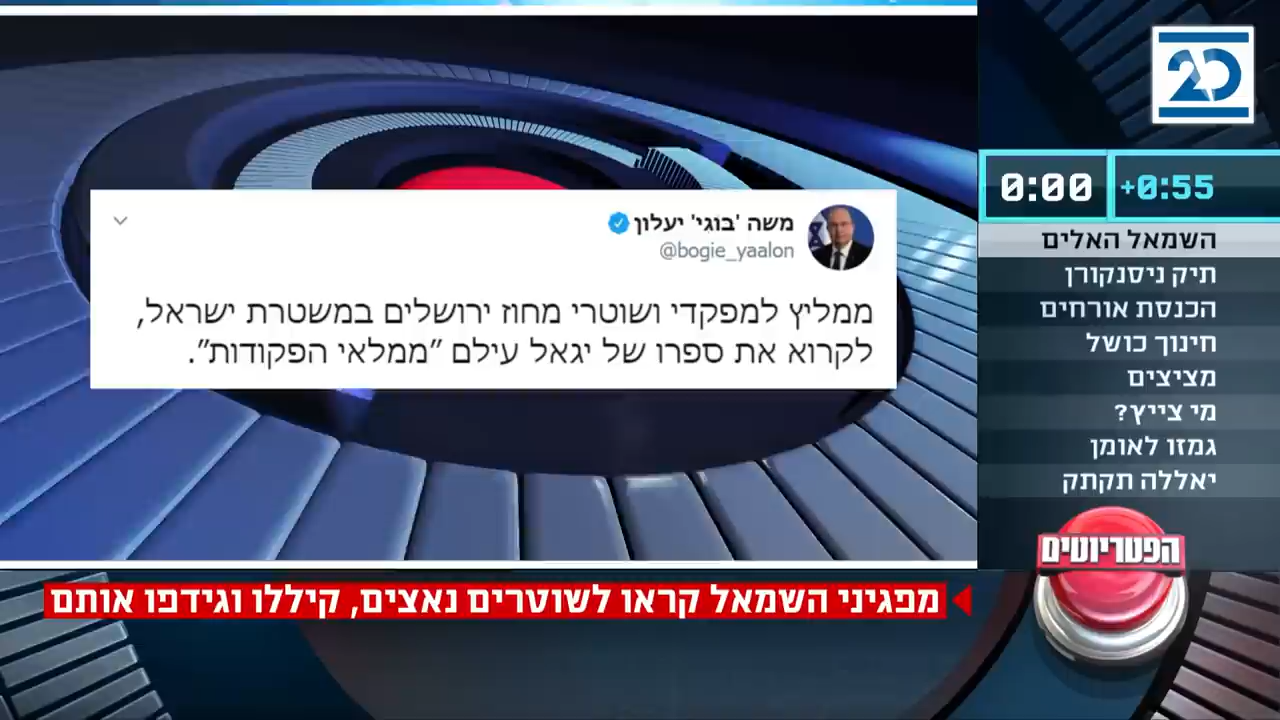 משה 'בוגי' יעלון
@bogie_yaalon
ממליץ למפקדי ושוטרי מחוז ירושלים במשטרת ישראל,
לקרוא את ספרו של יגאל עילם "ממלאי הפקודות".
20
0:00 +0:55
השמאל האלים
תיק ניסנקורן
הכנסת אורחים
חינוך כושל
מציצים
מי צייץ?
גמזו לאומן
יאללה תקתק
הפטריוטים
מפגיני השמאל קראו לשוטרים נאצים, קיללו וגידפו אותם